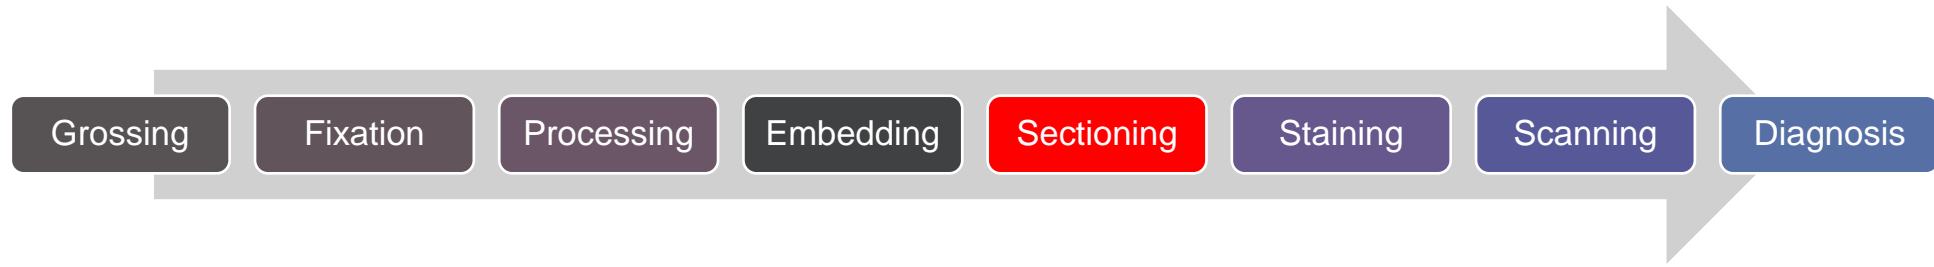 Grossing
Fixation
Processing
Embedding
Sectioning
Staining
Scanning
Diagnosis